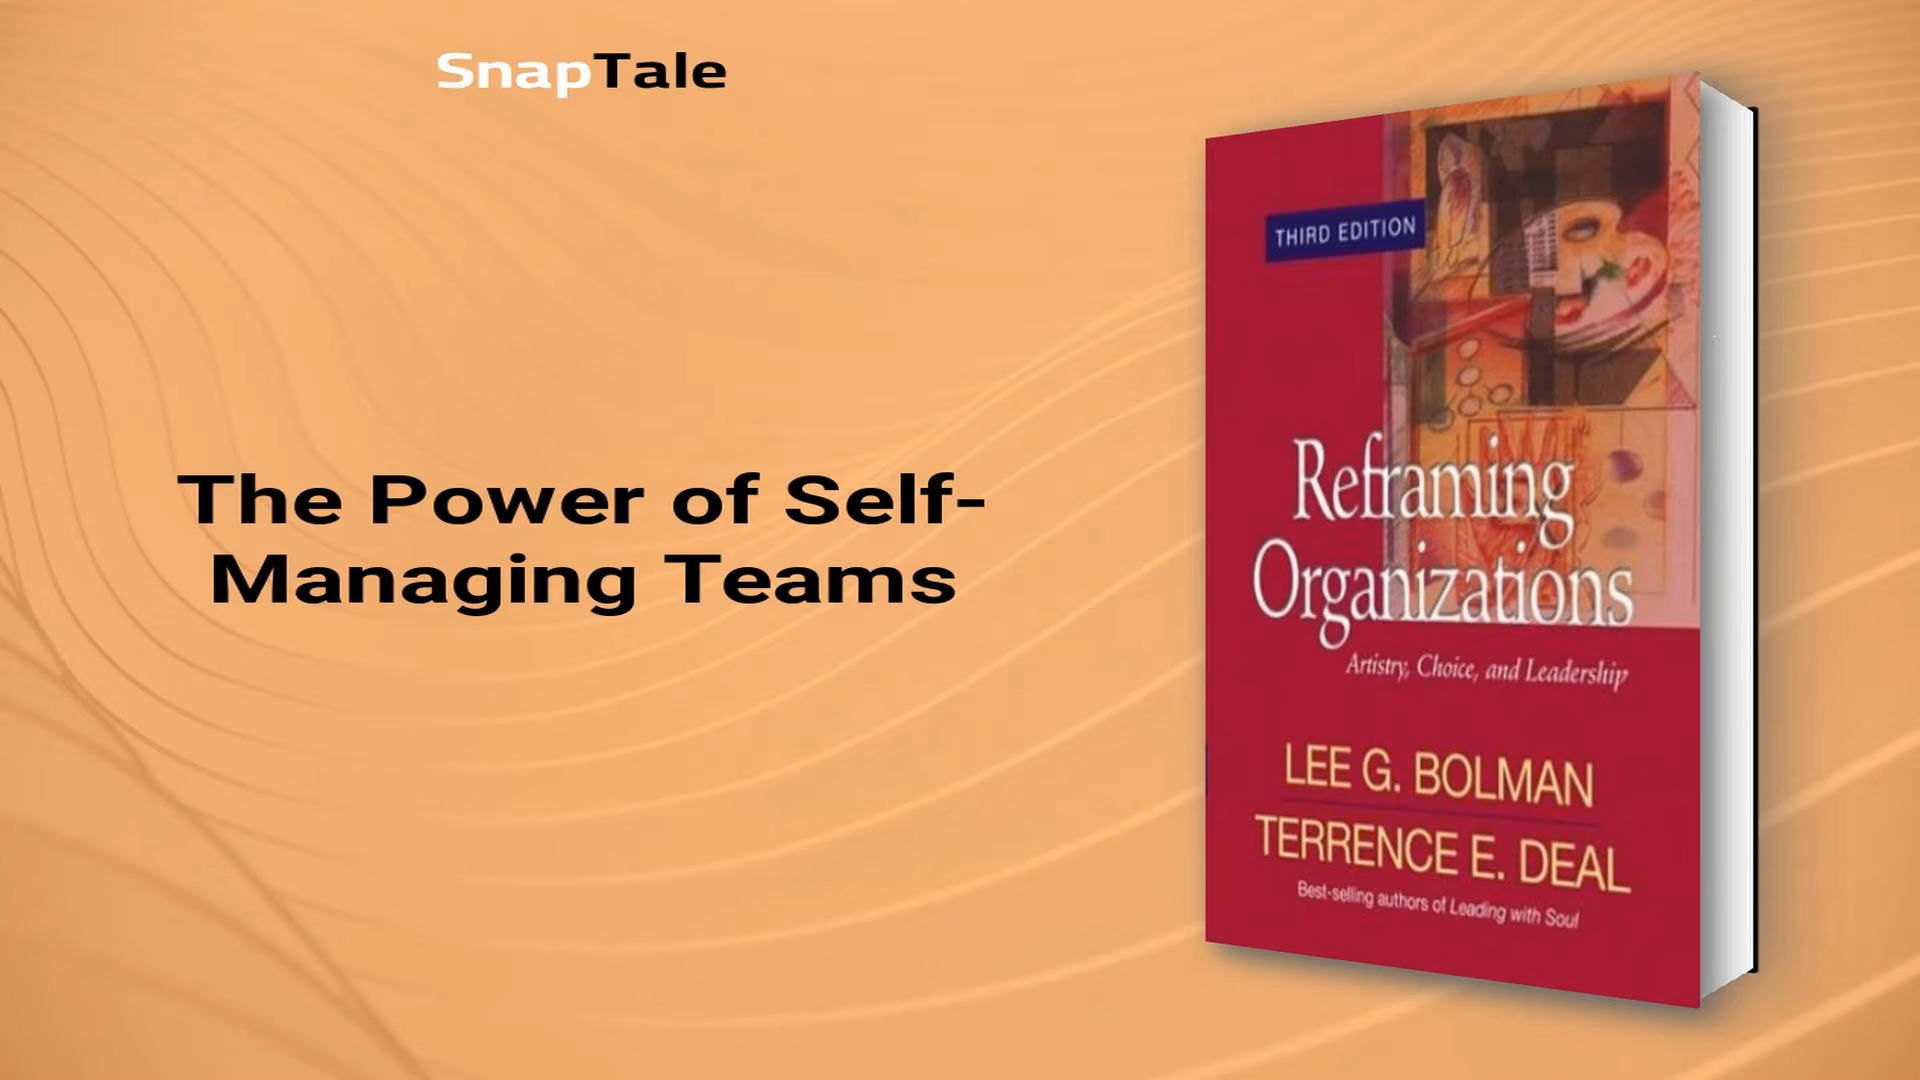 SnapTale
The Power of Self-
Managing Teams
THIRD EDITION
Reframing
Organizations
Artistry, Choice, and Leadership
LEE G. BOLMAN
TERRENCE E. DEAL
Best-selling authors of Leading with Soul